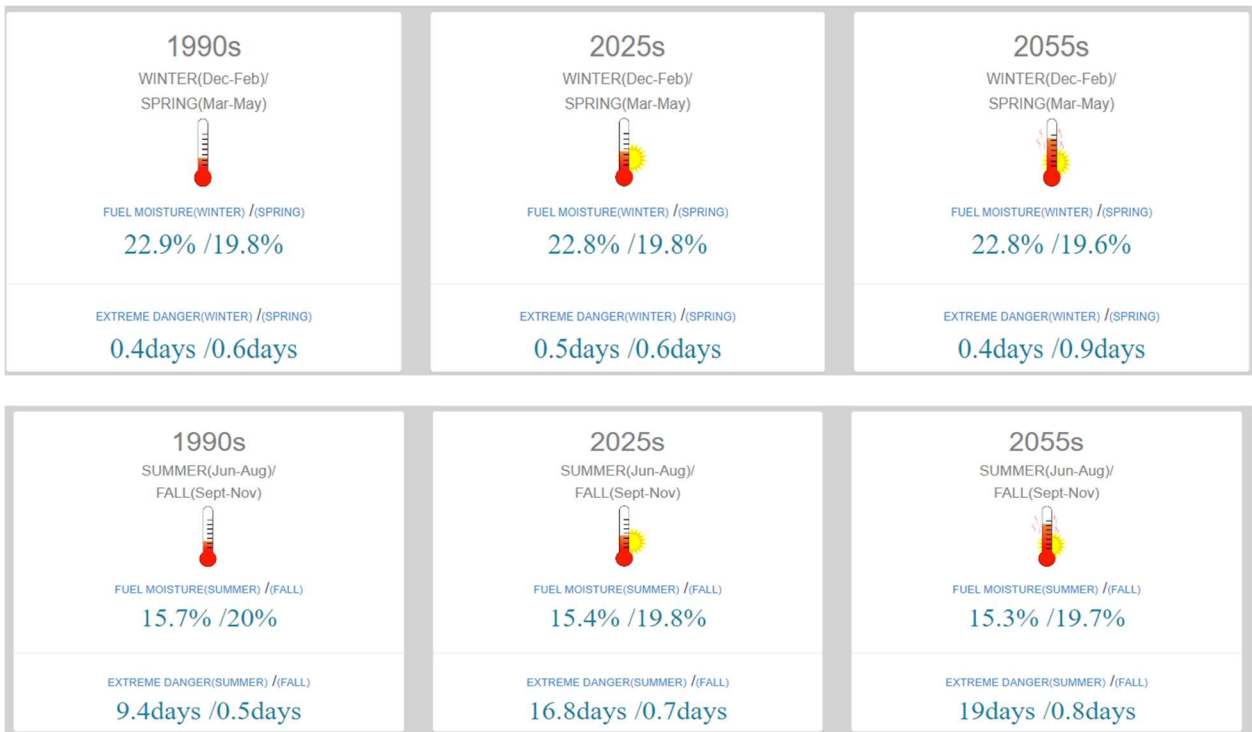 1990s
WINTER(Dec-Feb)/
SPRING(Mar-May)
FUEL MOISTURE(WINTER) /(SPRING)
22.9% /19.8%
EXTREME DANGER(WINTER) /(SPRING)
0.4days /0.6days
2025s
WINTER(Dec-Feb)/
SPRING(Mar-May)
FUEL MOISTURE(WINTER) /(SPRING)
22.8% /19.8%
EXTREME DANGER(WINTER) /(SPRING)
0.5days /0.6days
2055s
WINTER(Dec-Feb)/
SPRING(Mar-May)
FUEL MOISTURE(WINTER) /(SPRING)
22.8% /19.6%
EXTREME DANGER(WINTER) /(SPRING)
0.4days /0.9days
1990s
SUMMER(Jun-Aug)/
FALL(Sept-Nov)
FUEL MOISTURE(SUMMER) /(FALL)
15.7% /20%
EXTREME DANGER(SUMMER) /(FALL)
9.4days /0.5days
2025s
SUMMER(Jun-Aug)/
FALL(Sept-Nov)
FUEL MOISTURE(SUMMER) /(FALL)
15.4% /19.8%
EXTREME DANGER(SUMMER) /(FALL)
16.8days /0.7days
2055s
SUMMER(Jun-Aug)/
FALL(Sept-Nov)
FUEL MOISTURE(SUMMER) /(FALL)
15.3% /19.7%
EXTREME DANGER(SUMMER) /(FALL)
19days /0.8days